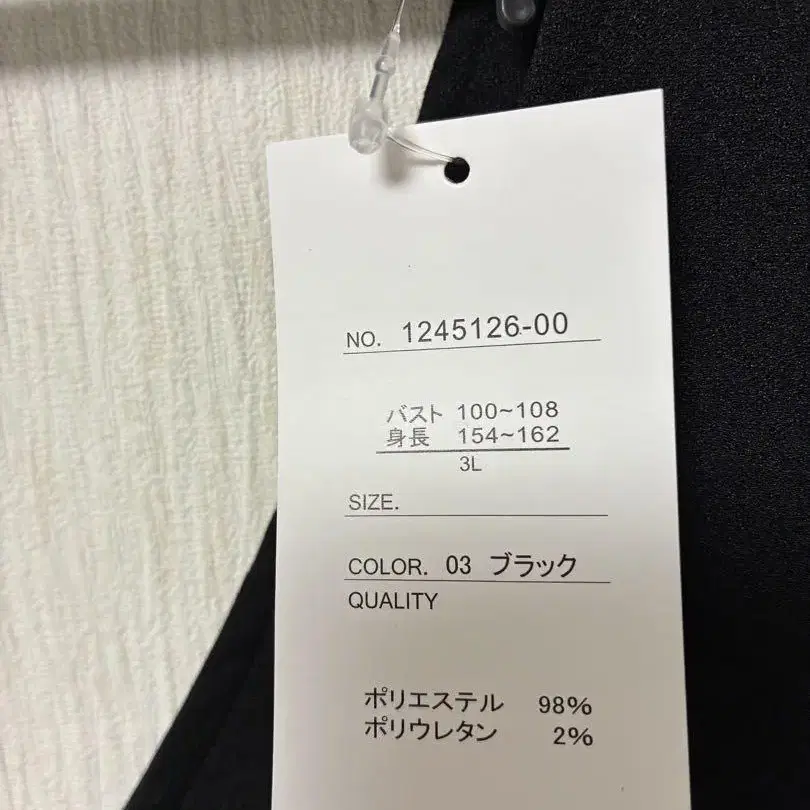 NO. 1245126-00
バスト 100~108
身長 154~162
3L
SIZE.
COLOR. 03 ブラック
QUALITY
ポリエステル 98%
ポリウレタン 2%